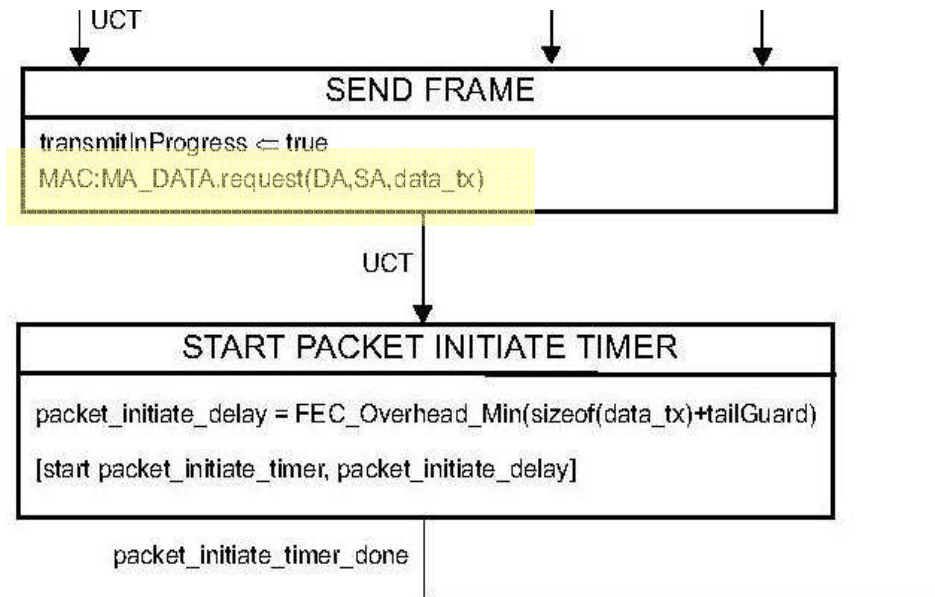 UCT
SEND FRAME
transmitInProgress ⇐ true
MAC:MA_DATA.request(DA,SA,data_tx)
UCT
START PACKET INITIATE TIMER
packet_initiate_delay = FEC_Overhead_Min(sizeof(data_tx)+tailGuard)
[start packet_initiate_timer, packet_initiate_delay]
packet_initiate_timer_done